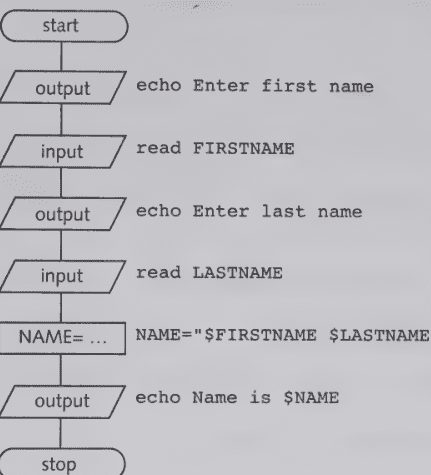 start
output echo Enter first name
input read FIRSTNAME
output echo Enter last name
input read LASTNAME
NAME= ... NAME="$FIRSTNAME $LASTNAME
output echo Name is $NAME
stop